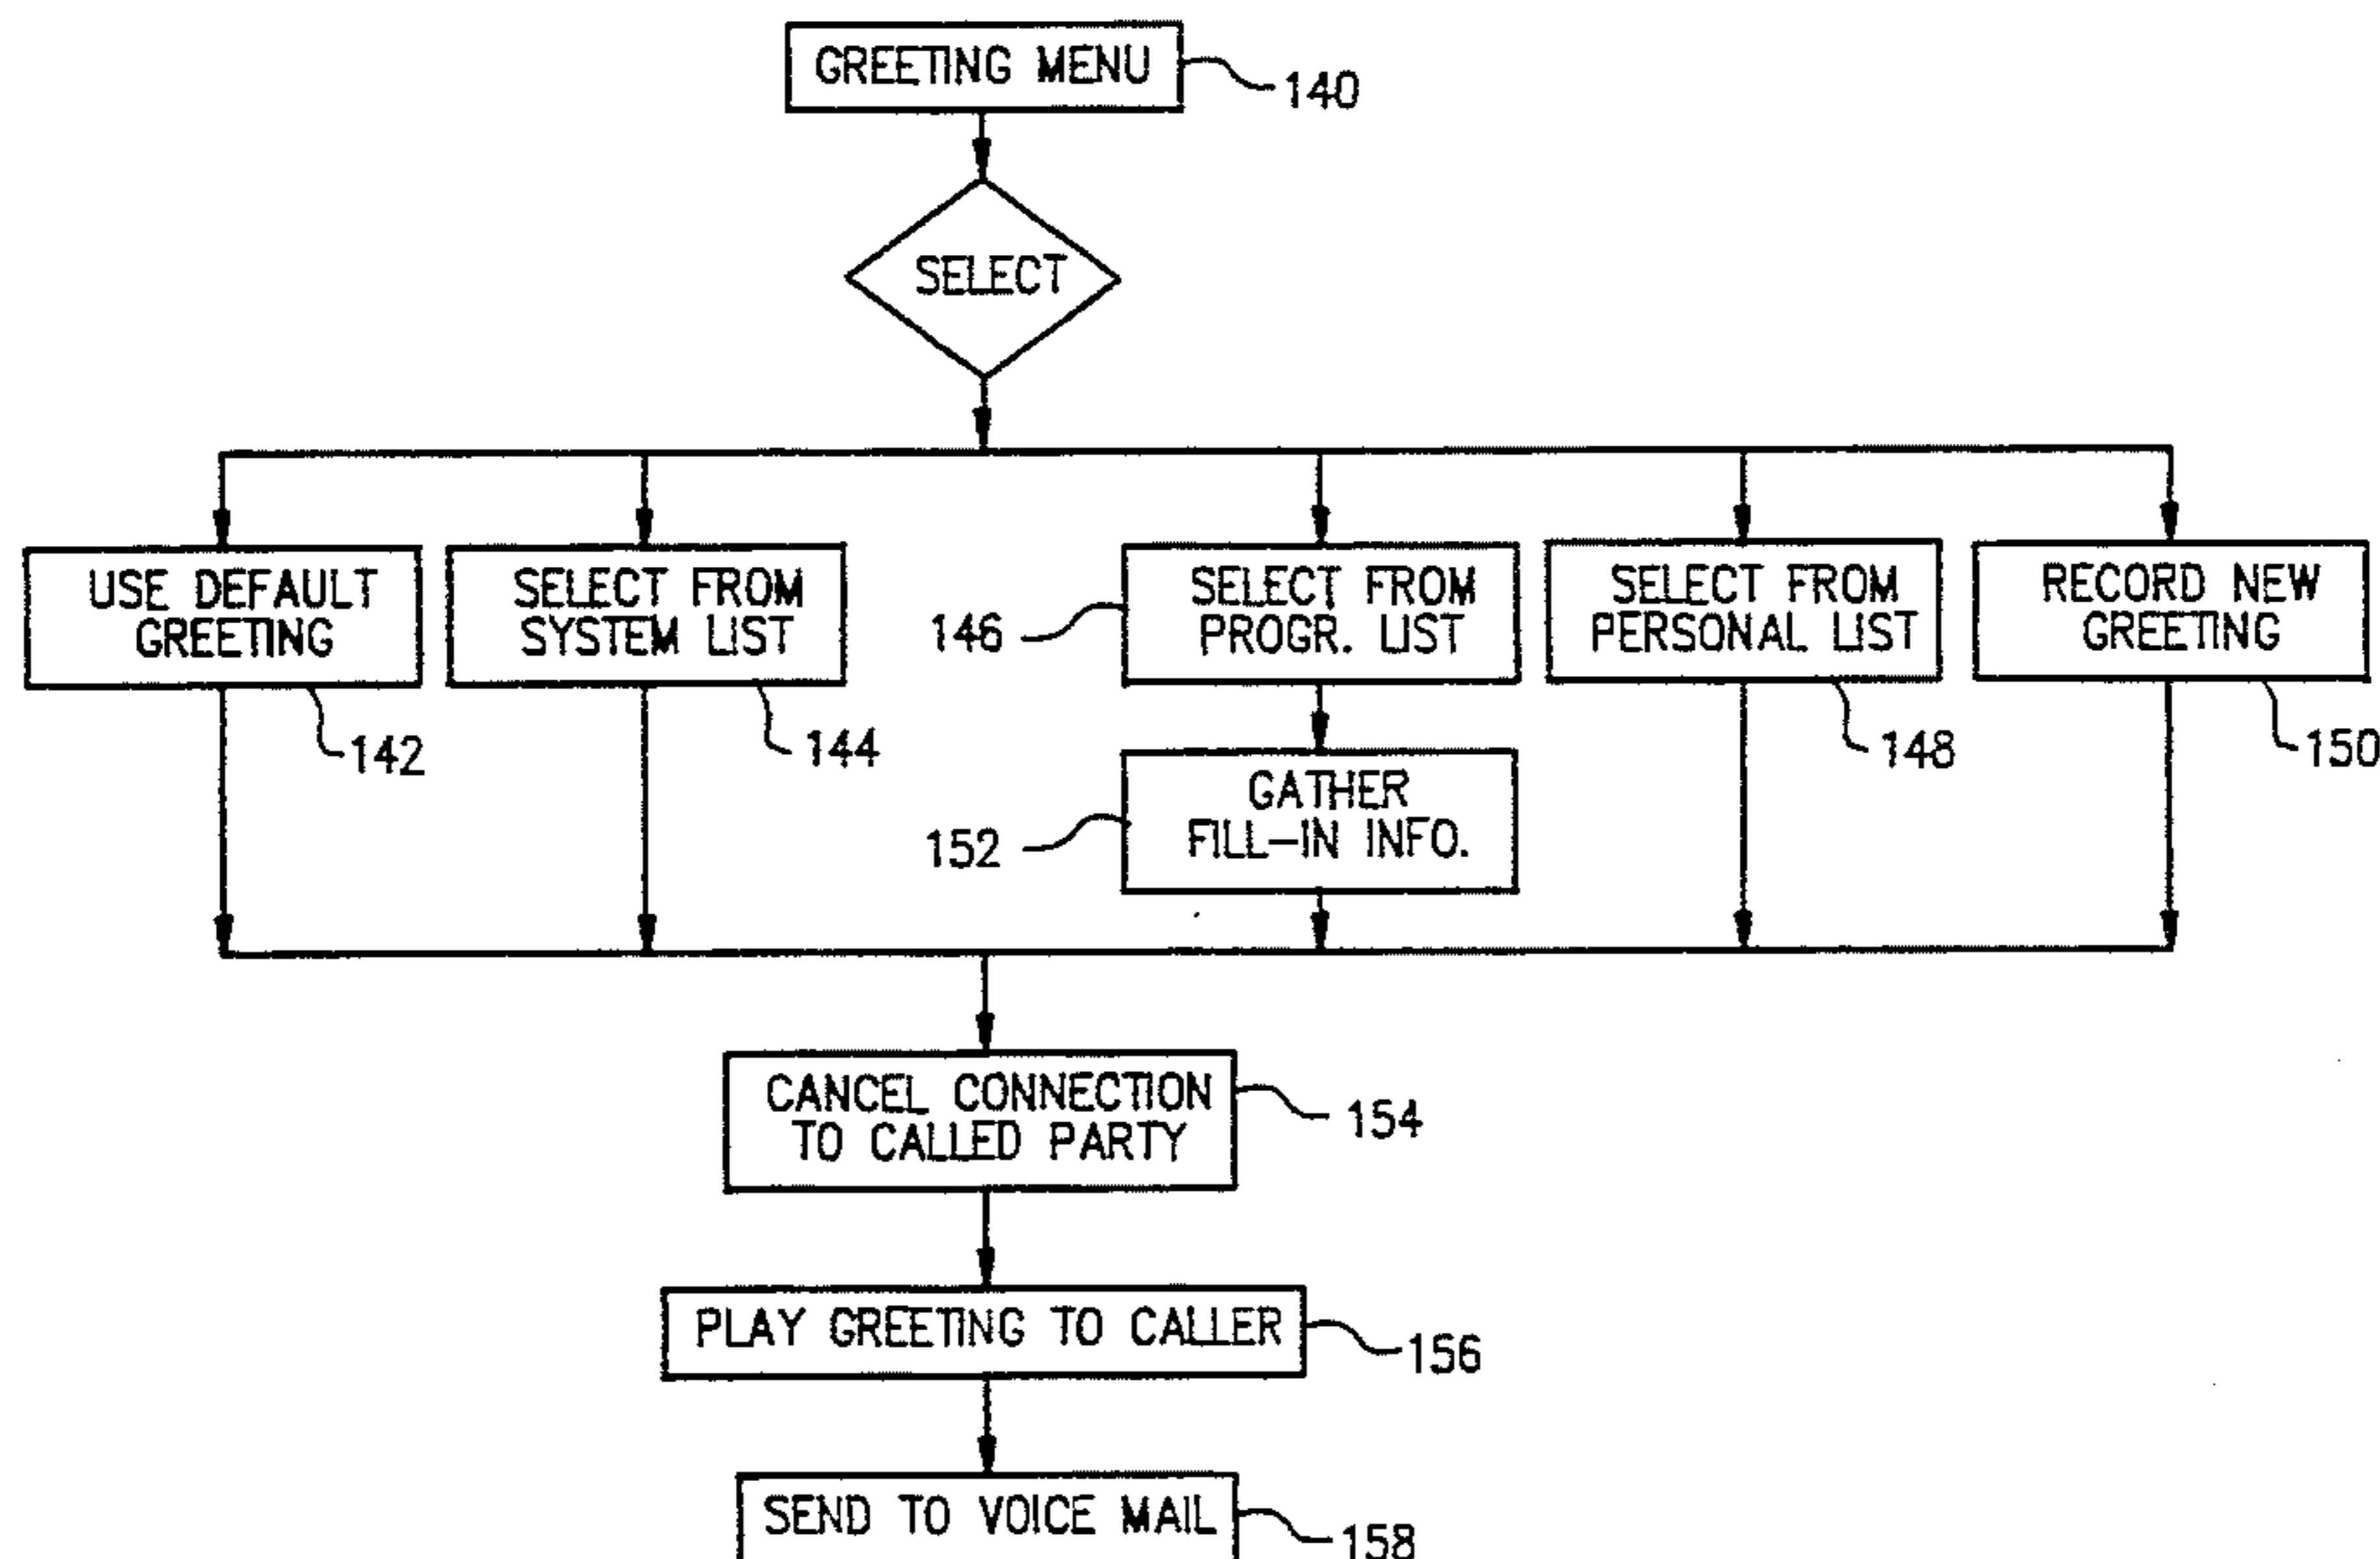 GREETING MENU
140
SELECT
USE DEFAULT
GREETING
142
SELECT FROM
SYSTEM LIST
144
146
SELECT FROM
PROGR. LIST
SELECT FROM
PERSONAL LIST
148
RECORD NEW
GREETING
150
152
GATHER
FILL-IN INFO.
CANCEL CONNECTION
TO CALLED PARTY
154
PLAY GREETING TO CALLER
156
SEND TO VOICE MAIL
158